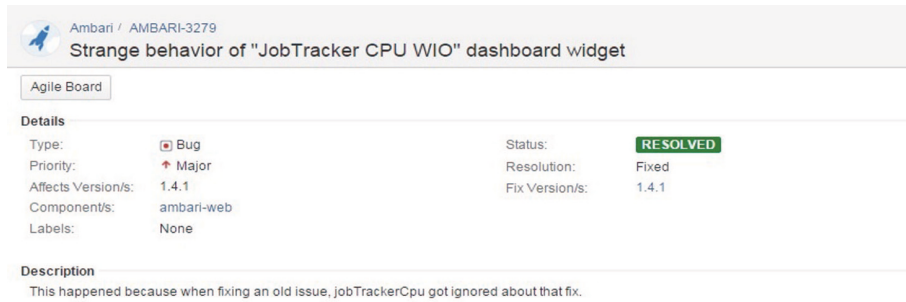 Ambari / AMBARI-3279
Strange behavior of "JobTracker CPU WIO" dashboard widget
Agile Board
Details
Type: Bug Status: RESOLVED
Priority: Major Resolution: Fixed
Affects Version/s: 1.4.1 Fix Version/s: 1.4.1
Component/s: ambari-web
Labels: None
Description
This happened because when fixing an old issue, jobTrackerCpu got ignored about that fix.